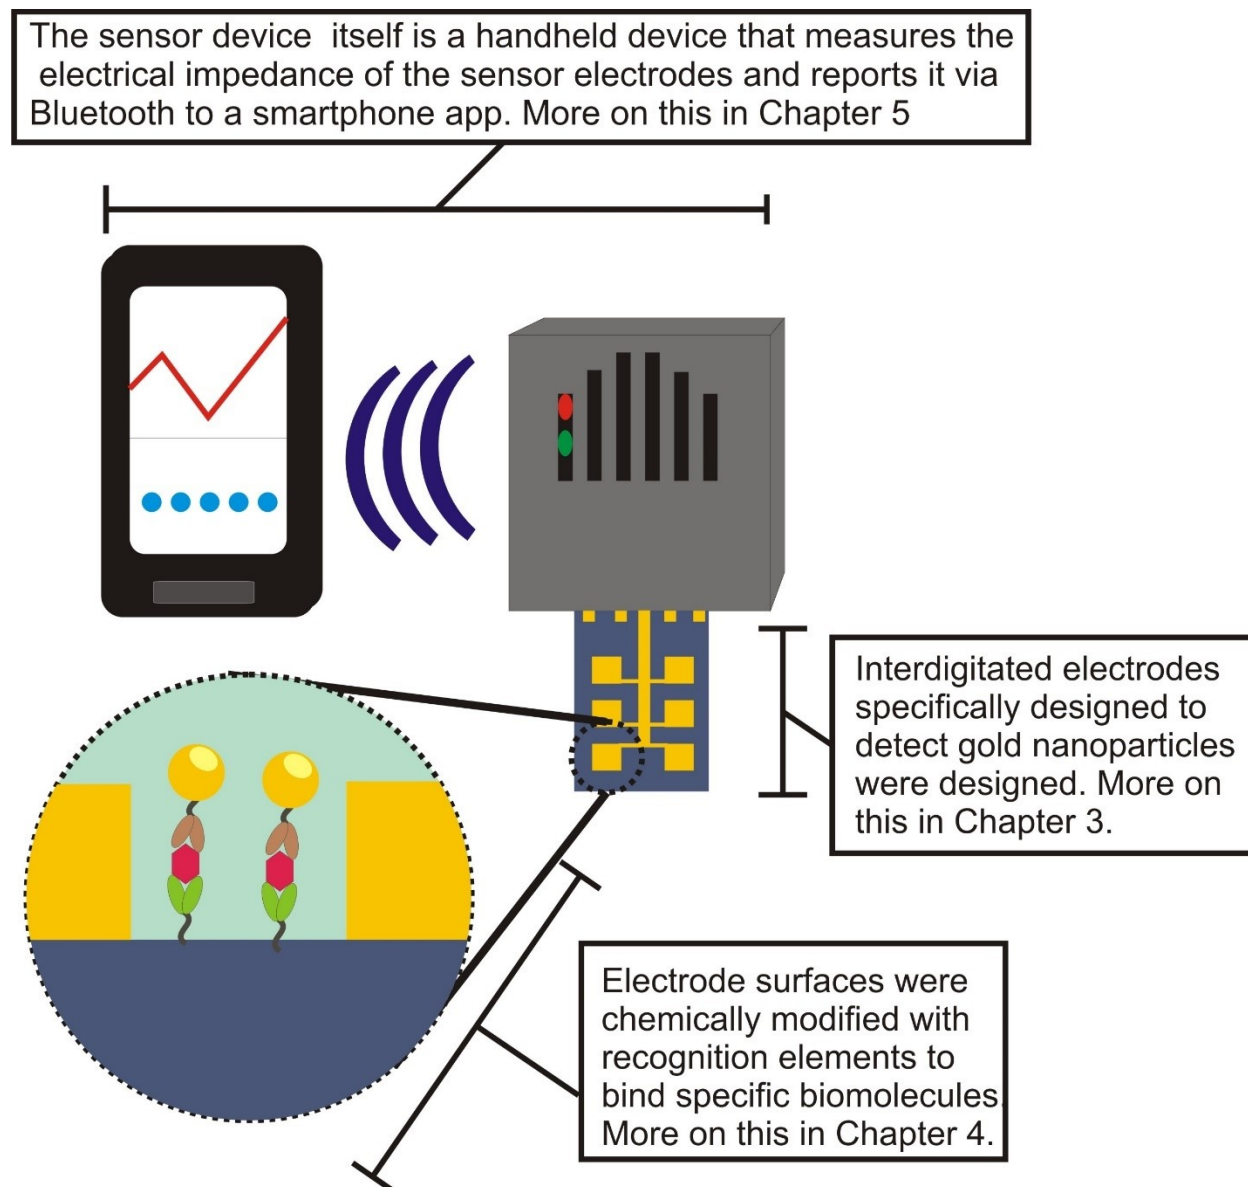 The sensor device  itself is a handheld device that measures the
electrical impedance of the sensor electrodes and reports it via
Bluetooth to a smartphone app. More on this in Chapter 5
Interdigitated electrodes
specifically designed to
detect gold nanoparticles
were designed. More on
this in Chapter 3.
Electrode surfaces were
chemically modified with
recognition elements to
bind specific biomolecules.
More on this in Chapter 4.